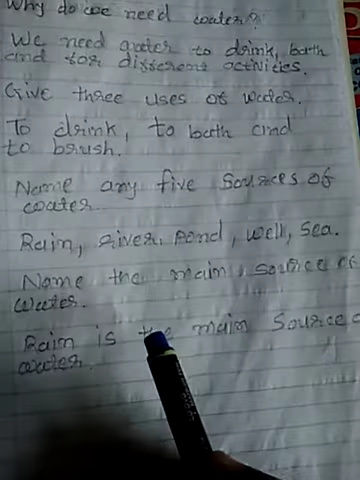 Why do we need water?
We need water to drink, bath
and for different activities.
Give three uses of water.
To drink, to bath and
to brush.
Name any five sources of
water
Rain, River, Pond, well, sea.
Name the main source of
water.
Rain is the main source
water.